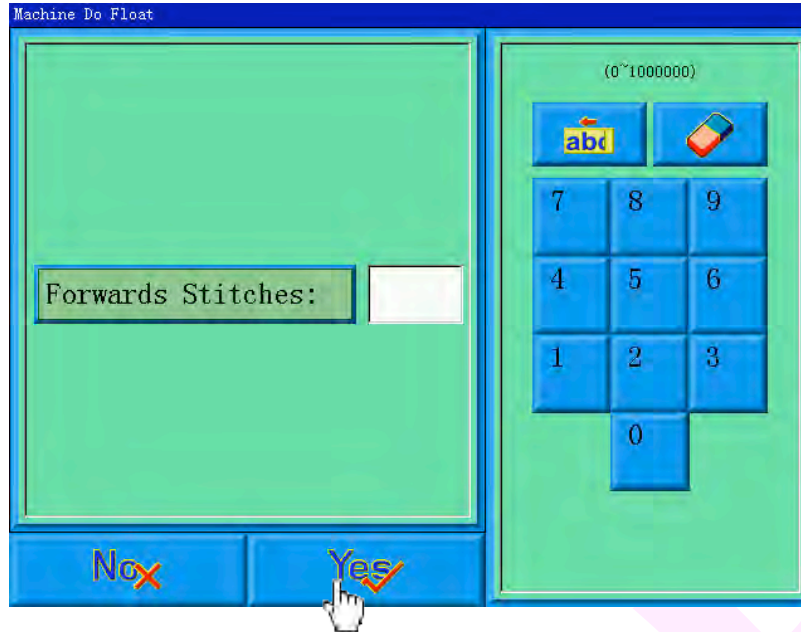 Machine Do Float
(0~1000000)
abc
7 8 9
4 5 6
Forwards Stitches:
1 2 3
0
No Yes